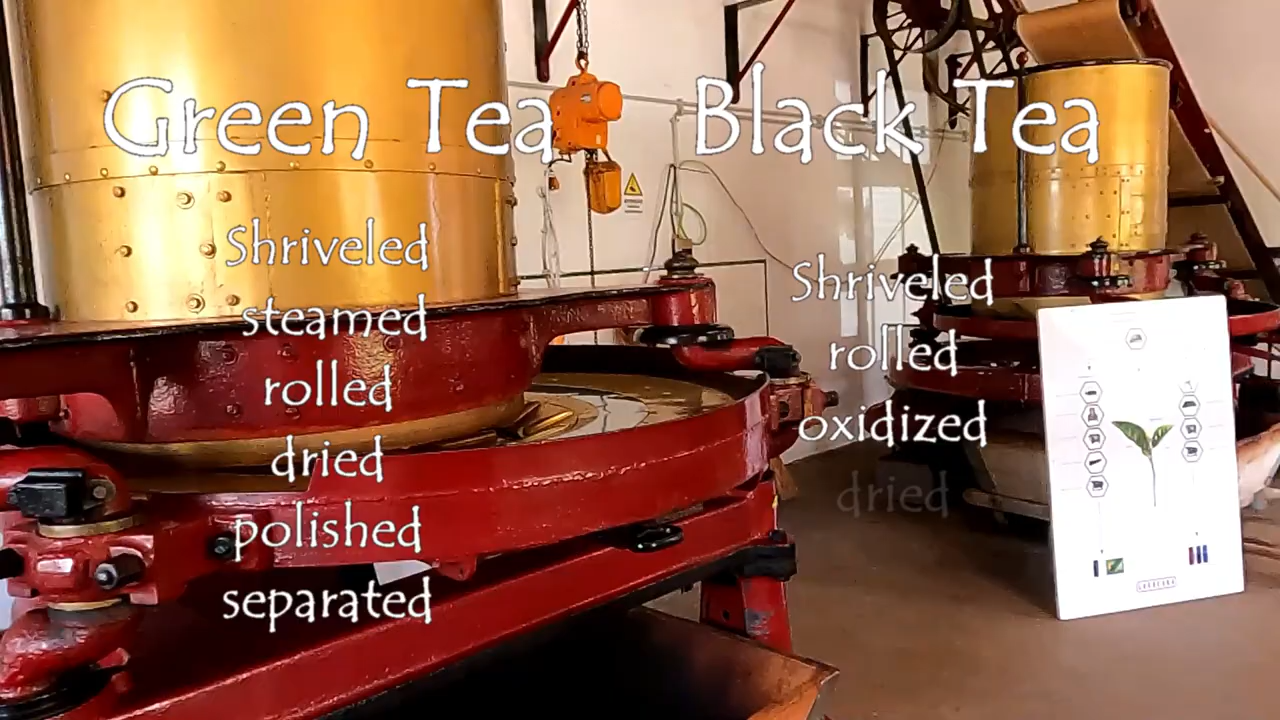 Green Tea
Shriveled
steamed
rolled
dried
polished
separated
Black Tea
Shriveled
rolled
oxidized
dried